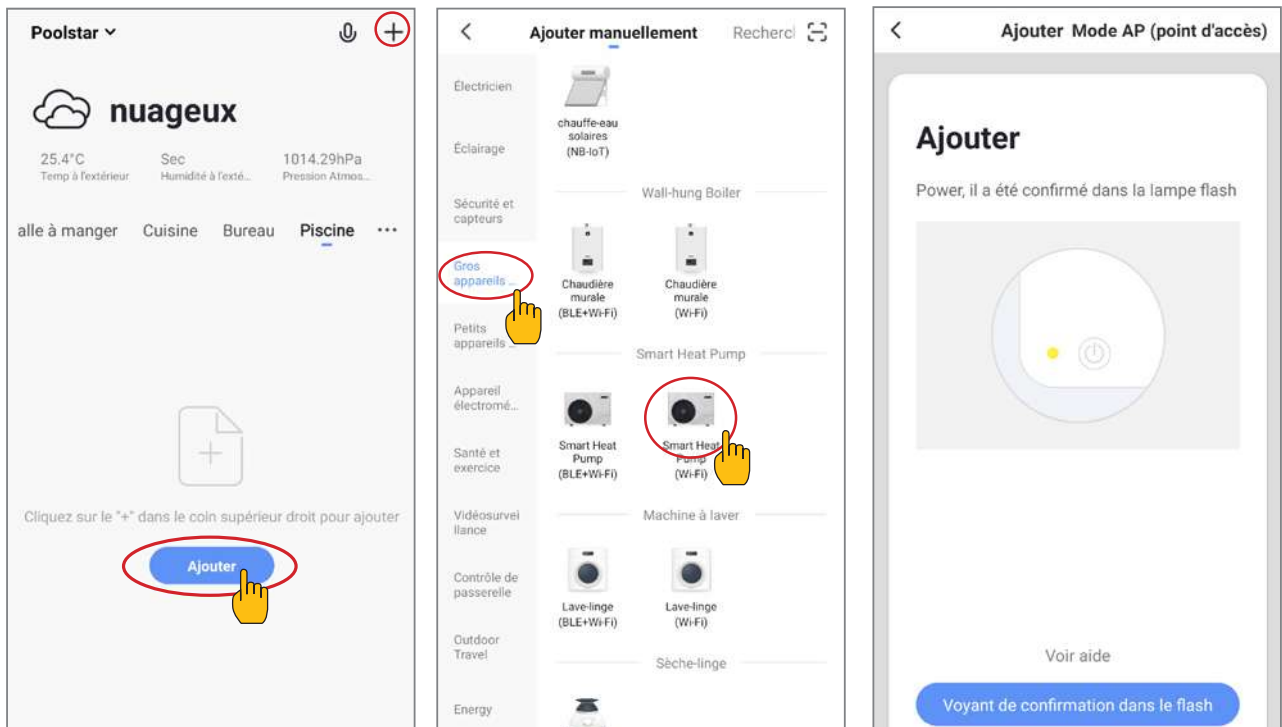 Poolstar
nuageux
25.4°C Sec 1014.29hPa
Temp à l'extérieur Humidité à l'exté... Pression Atmos...
alle à manger Cuisine Bureau Piscine ...
Cliquez sur le "+" dans le coin supérieur droit pour ajouter
Ajouter
Ajouter manuellement Recherc
Électricien
Éclairage
Sécurité et
capteurs
Gros
appareils ...
Petits
appareils ...
Appareil
électromé...
Santé et
exercice
Vidéosurvei
llance
Contrôle de
passerelle
Outdoor
Travel
Energy
chauffe-eau
solaires
(NB-IoT)
Wall-hung Boiler
Chaudière
murale
(BLE+Wi-Fi)
Chaudière
murale
(Wi-Fi)
Smart Heat Pump
Smart Heat
Pump
(BLE+Wi-Fi)
Smart Heat
Pump
(Wi-Fi)
Machine à laver
Lave-linge
(BLE+Wi-Fi)
Lave-linge
(Wi-Fi)
Sèche-linge
Ajouter Mode AP (point d'accès)
Ajouter
Power, il a été confirmé dans la lampe flash
Voir aide
Voyant de confirmation dans le flash